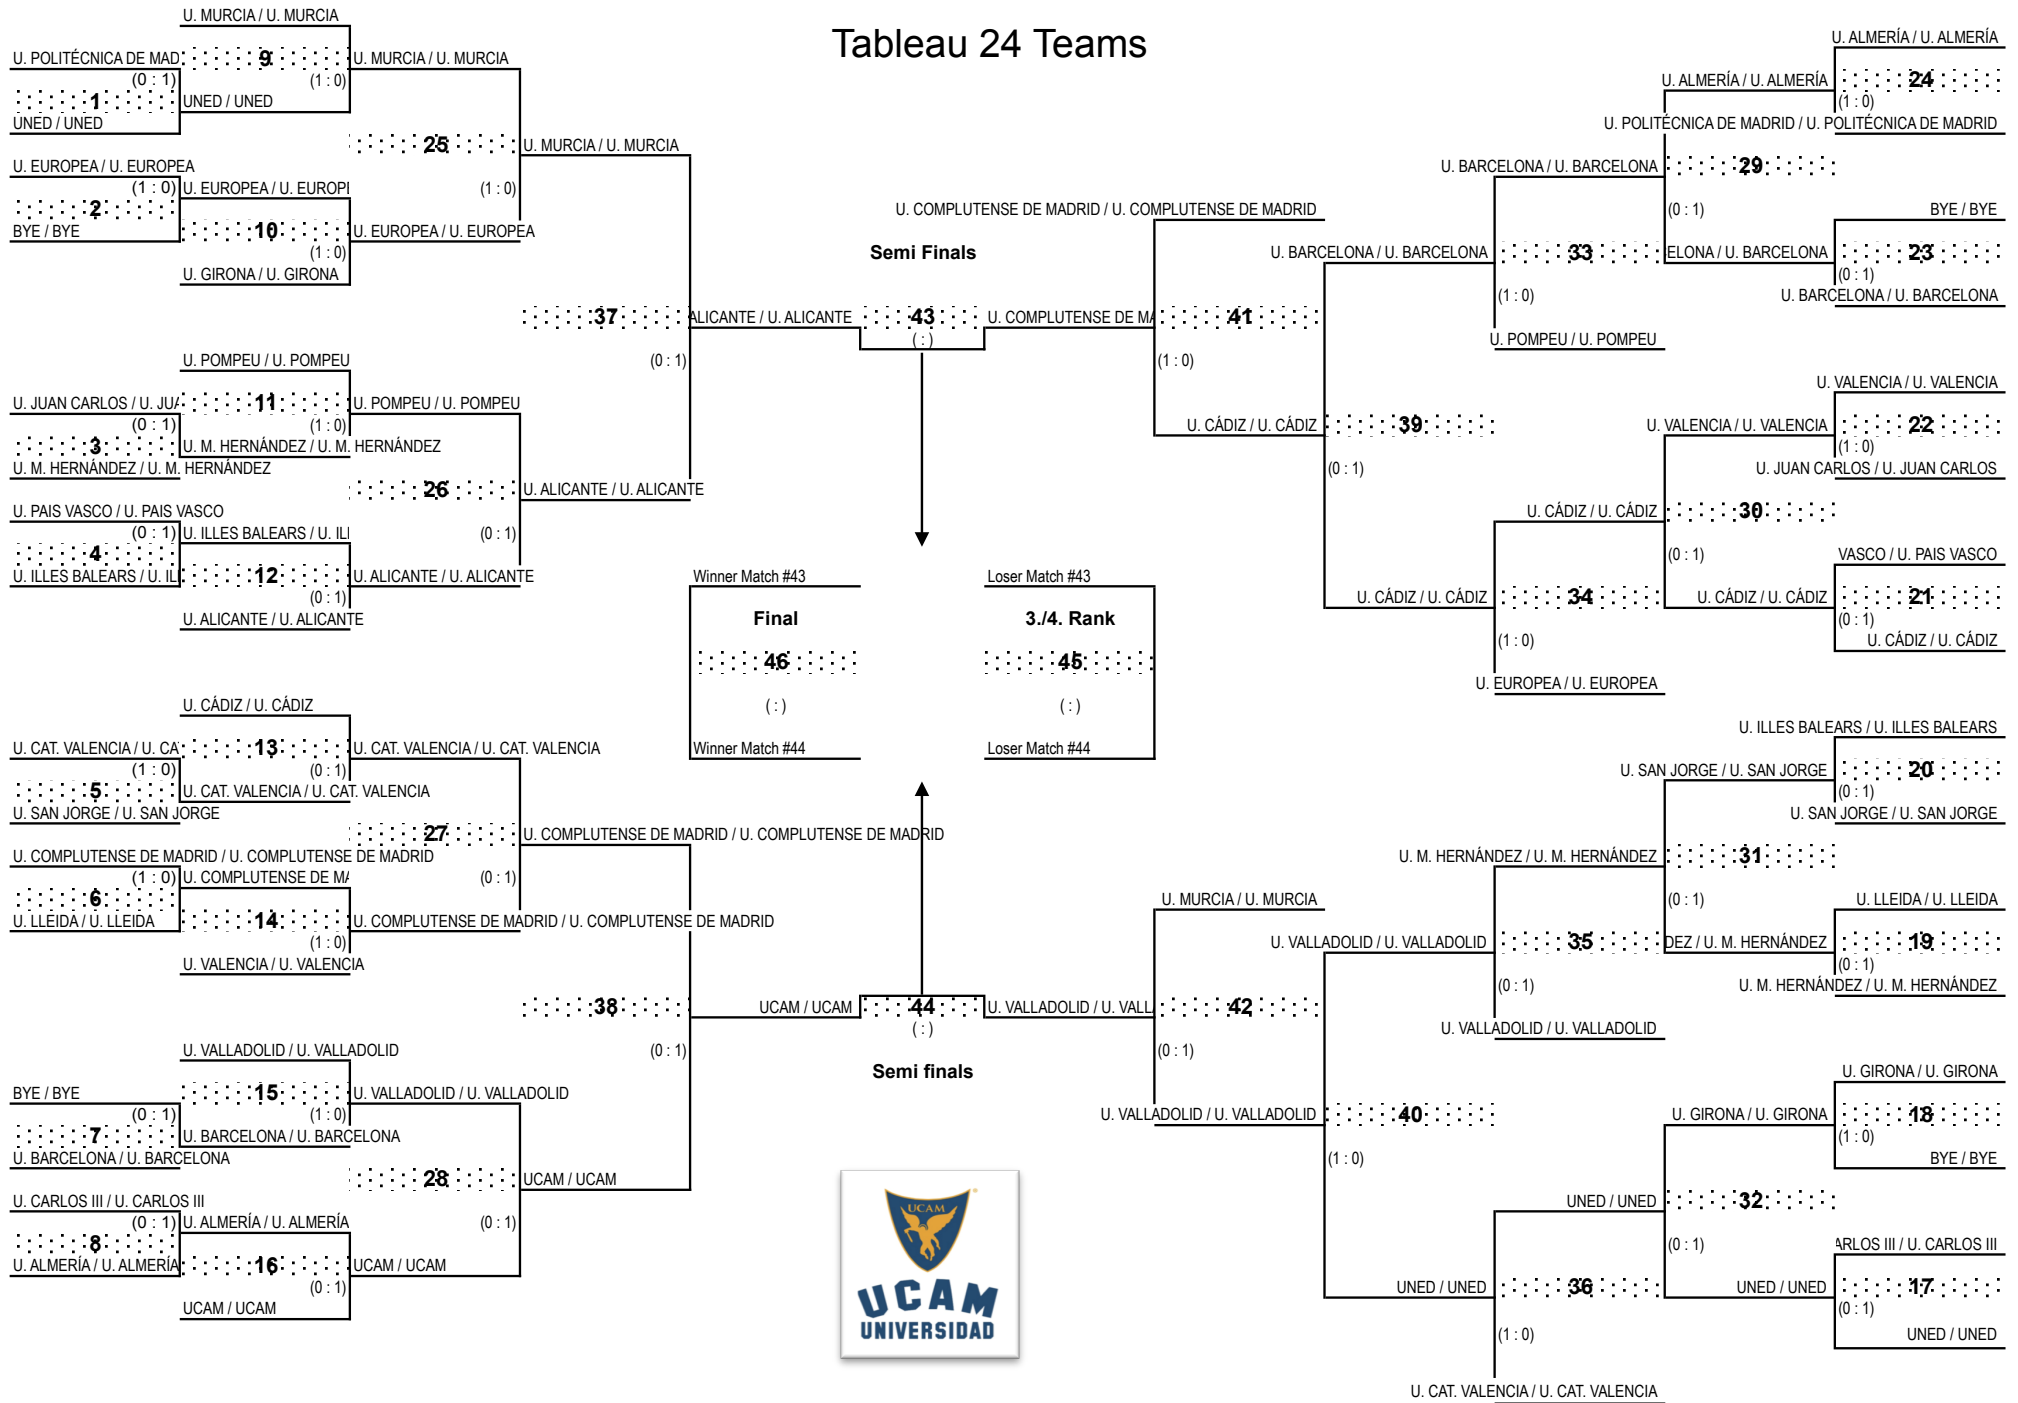 Tableau 24 Teams
U. MURCIA / U. MURCIA
U. POLITÉCNICA DE MAD
9
U. MURCIA / U. MURCIA
(0 : 1)
(1 : 0)
1
UNED / UNED
UNED / UNED
25
U. MURCIA / U. MURCIA
U. EUROPEA / U. EUROPEA
(1 : 0)
U. EUROPEA / U. EUROPE
(1 : 0)
2
BYE / BYE
10
U. EUROPEA / U. EUROPEA
(1 : 0)
U. GIRONA / U. GIRONA
37
ALICANTE / U. ALICANTE
(0 : 1)
U. POMPEU / U. POMPEU
U. JUAN CARLOS / U. JUA
11
U. POMPEU / U. POMPEU
(0 : 1)
(1 : 0)
3
U. M. HERNÁNDEZ / U. M. HERNÁNDEZ
U. M. HERNÁNDEZ / U. M. HERNÁNDEZ
26
U. ALICANTE / U. ALICANTE
U. PAIS VASCO / U. PAIS VASCO
(0 : 1)
U. ILLES BALEARS / U. ILL
(0 : 1)
4
U. ILLES BALEARS / U. ILL
12
U. ALICANTE / U. ALICANTE
(0 : 1)
U. ALICANTE / U. ALICANTE
U. CÁDIZ / U. CÁDIZ
U. CAT. VALENCIA / U. CAT
13
U. CAT. VALENCIA / U. CAT. VALENCIA
(1 : 0)
(0 : 1)
5
U. CAT. VALENCIA / U. CAT. VALENCIA
U. SAN JORGE / U. SAN JORGE
27
U. COMPLUTENSE DE MADRID / U. COMPLUTENSE DE MADRID
U. COMPLUTENSE DE MADRID / U. COMPLUTENSE DE MADRID
(1 : 0)
U. COMPLUTENSE DE MA
(0 : 1)
6
U. LLEIDA / U. LLEIDA
14
U. COMPLUTENSE DE MADRID / U. COMPLUTENSE DE MADRID
(1 : 0)
U. VALENCIA / U. VALENCIA
38
UCAM / UCAM
(0 : 1)
U. VALLADOLID / U. VALLADOLID
BYE / BYE
15
U. VALLADOLID / U. VALLADOLID
(0 : 1)
(1 : 0)
7
U. BARCELONA / U. BARCELONA
U. BARCELONA / U. BARCELONA
28
UCAM / UCAM
U. CARLOS III / U. CARLOS III
(0 : 1)
U. ALMERÍA / U. ALMERÍA
(0 : 1)
8
U. ALMERÍA / U. ALMERÍA
16
UCAM / UCAM
(0 : 1)
UCAM / UCAM
Semi Finals
43
( : )
Winner Match #43
Final
46
( : )
Winner Match #44
Loser Match #43
3./4. Rank
45
( : )
Loser Match #44
44
( : )
Semi finals
UCAM
UCAM
UNIVERSIDAD
U. COMPLUTENSE DE MADRID / U. COMPLUTENSE DE MADRID
U. COMPLUTENSE DE MA
41
(1 : 0)
U. CÁDIZ / U. CÁDIZ
U. BARCELONA / U. BARCELONA
39
(0 : 1)
U. CÁDIZ / U. CÁDIZ
U. BARCELONA / U. BARCELONA
33
(1 : 0)
U. POMPEU / U. POMPEU
U. CÁDIZ / U. CÁDIZ
34
(1 : 0)
U. EUROPEA / U. EUROPEA
U. ALMERÍA / U. ALMERÍA
U. ALMERÍA / U. ALMERÍA
24
(1 : 0)
U. POLITÉCNICA DE MADRID / U. POLITÉCNICA DE MADRID
29
(0 : 1)
BYE / BYE
ELONA / U. BARCELONA
23
(0 : 1)
U. BARCELONA / U. BARCELONA
U. VALENCIA / U. VALENCIA
U. VALENCIA / U. VALENCIA
22
(1 : 0)
U. JUAN CARLOS / U. JUAN CARLOS
30
(0 : 1)
VASCO / U. PAIS VASCO
U. CÁDIZ / U. CÁDIZ
21
(0 : 1)
U. CÁDIZ / U. CÁDIZ
U. MURCIA / U. MURCIA
U. VALLADOLID / U. VALL
42
(0 : 1)
U. VALLADOLID / U. VALLADOLID
U. VALLADOLID / U. VALLADOLID
40
(1 : 0)
UNED / UNED
U. M. HERNÁNDEZ / U. M. HERNÁNDEZ
35
(0 : 1)
U. VALLADOLID / U. VALLADOLID
UNED / UNED
36
(1 : 0)
U. CAT. VALENCIA / U. CAT. VALENCIA
U. ILLES BALEARS / U. ILLES BALEARS
U. SAN JORGE / U. SAN JORGE
20
(0 : 1)
U. SAN JORGE / U. SAN JORGE
31
(0 : 1)
U. LLEIDA / U. LLEIDA
DEZ / U. M. HERNÁNDEZ
19
(0 : 1)
U. M. HERNÁNDEZ / U. M. HERNÁNDEZ
U. GIRONA / U. GIRONA
U. GIRONA / U. GIRONA
18
(1 : 0)
BYE / BYE
32
(0 : 1)
ARLOS III / U. CARLOS III
UNED / UNED
17
(0 : 1)
UNED / UNED